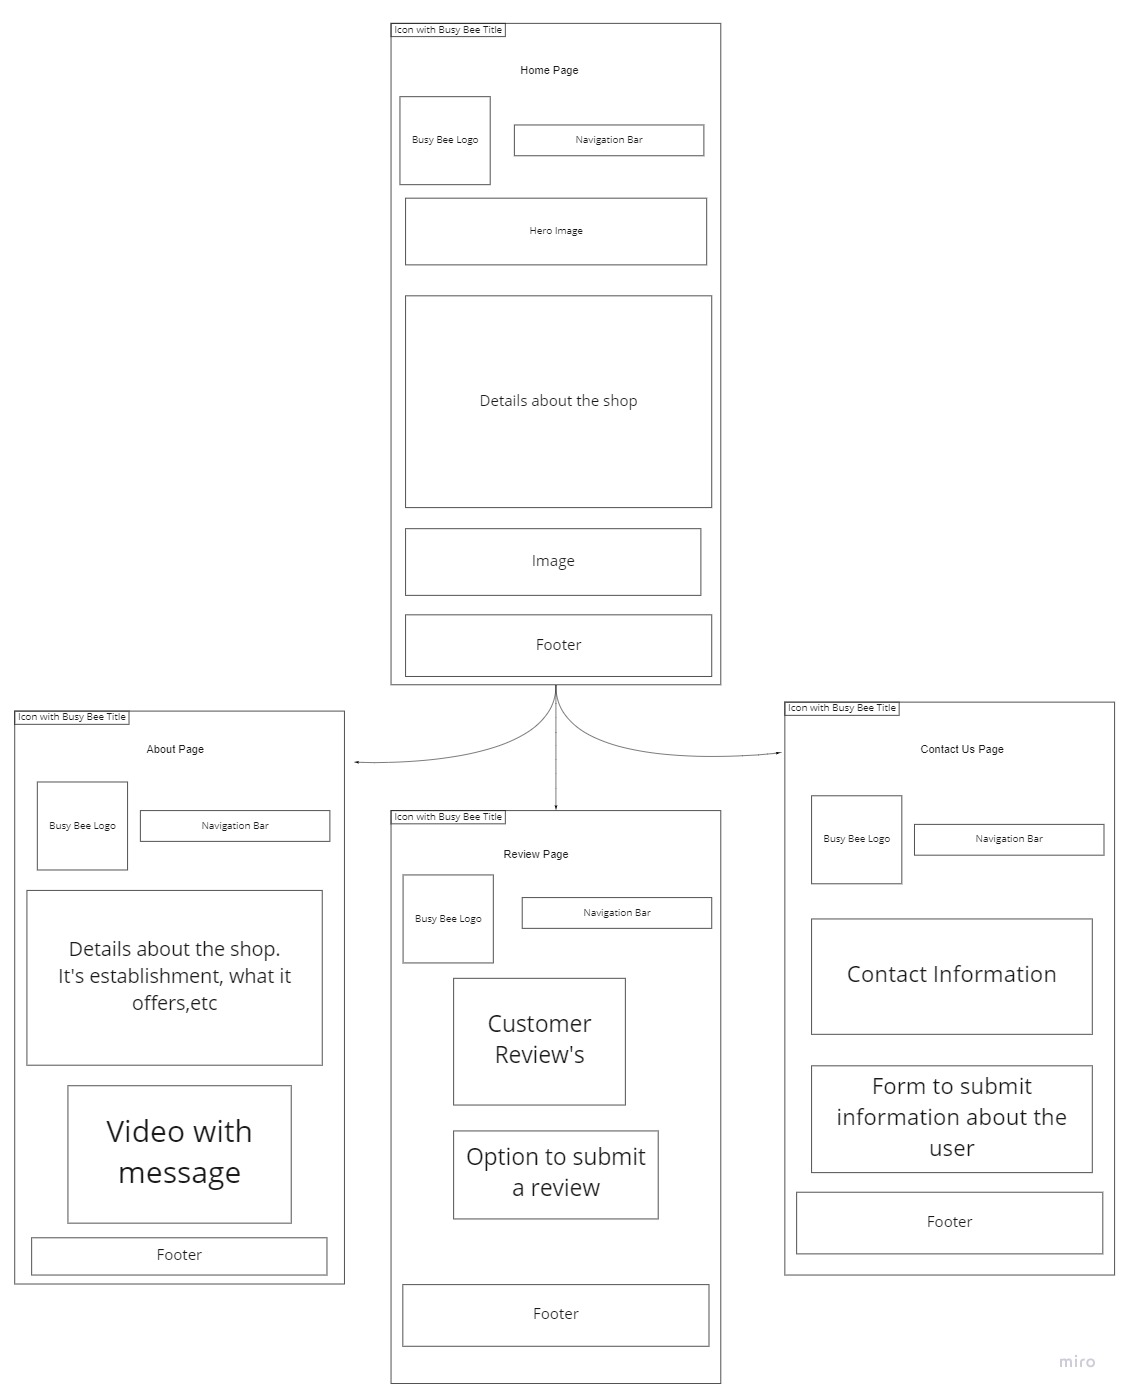 Icon with Busy Bee Title
Home Page
Busy Bee Logo
Navigation Bar
Hero Image
Details about the shop
Image
Footer
Icon with Busy Bee Title
About Page
Busy Bee Logo
Navigation Bar
Details about the shop.
It's establishment, what it
offers,etc
Video with
message
Footer
Icon with Busy Bee Title
Review Page
Busy Bee Logo
Navigation Bar
Customer
Review's
Option to submit
a review
Footer
Icon with Busy Bee Title
Contact Us Page
Busy Bee Logo
Navigation Bar
Contact Information
Form to submit
information about the
user
Footer
miro